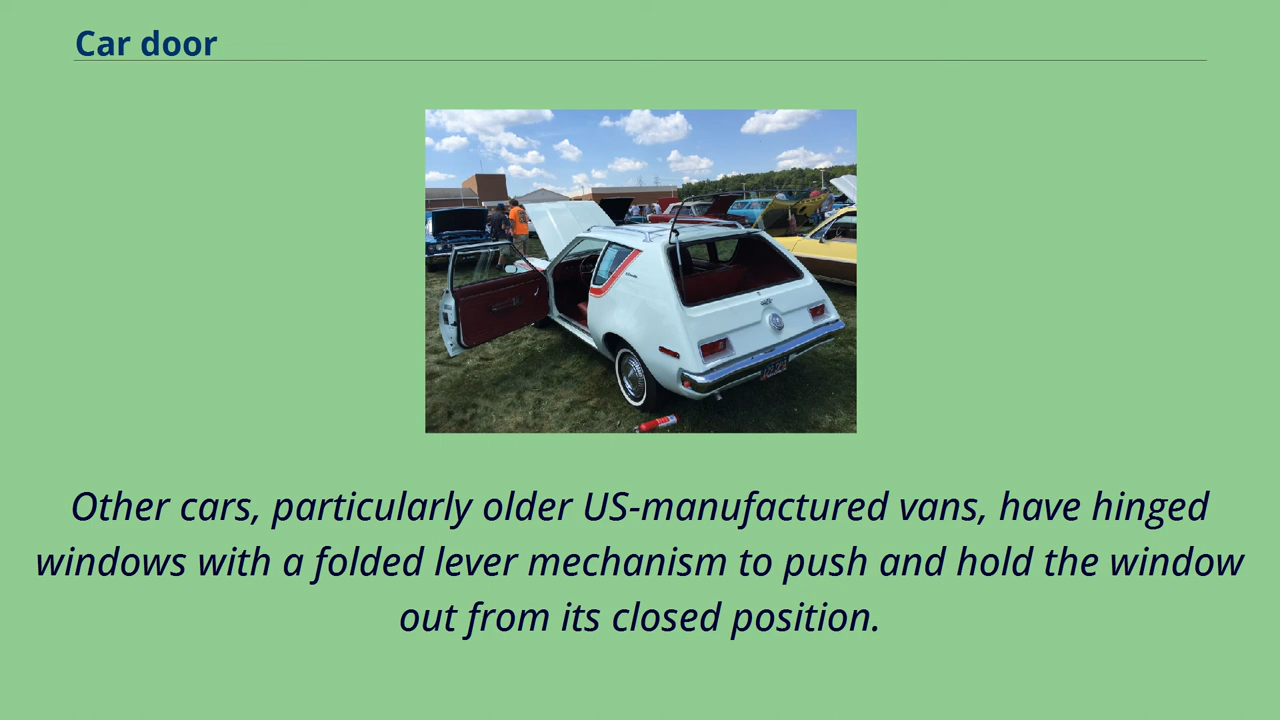 Car door
Other cars, particularly older US-manufactured vans, have hinged
windows with a folded lever mechanism to push and hold the window
out from its closed position.